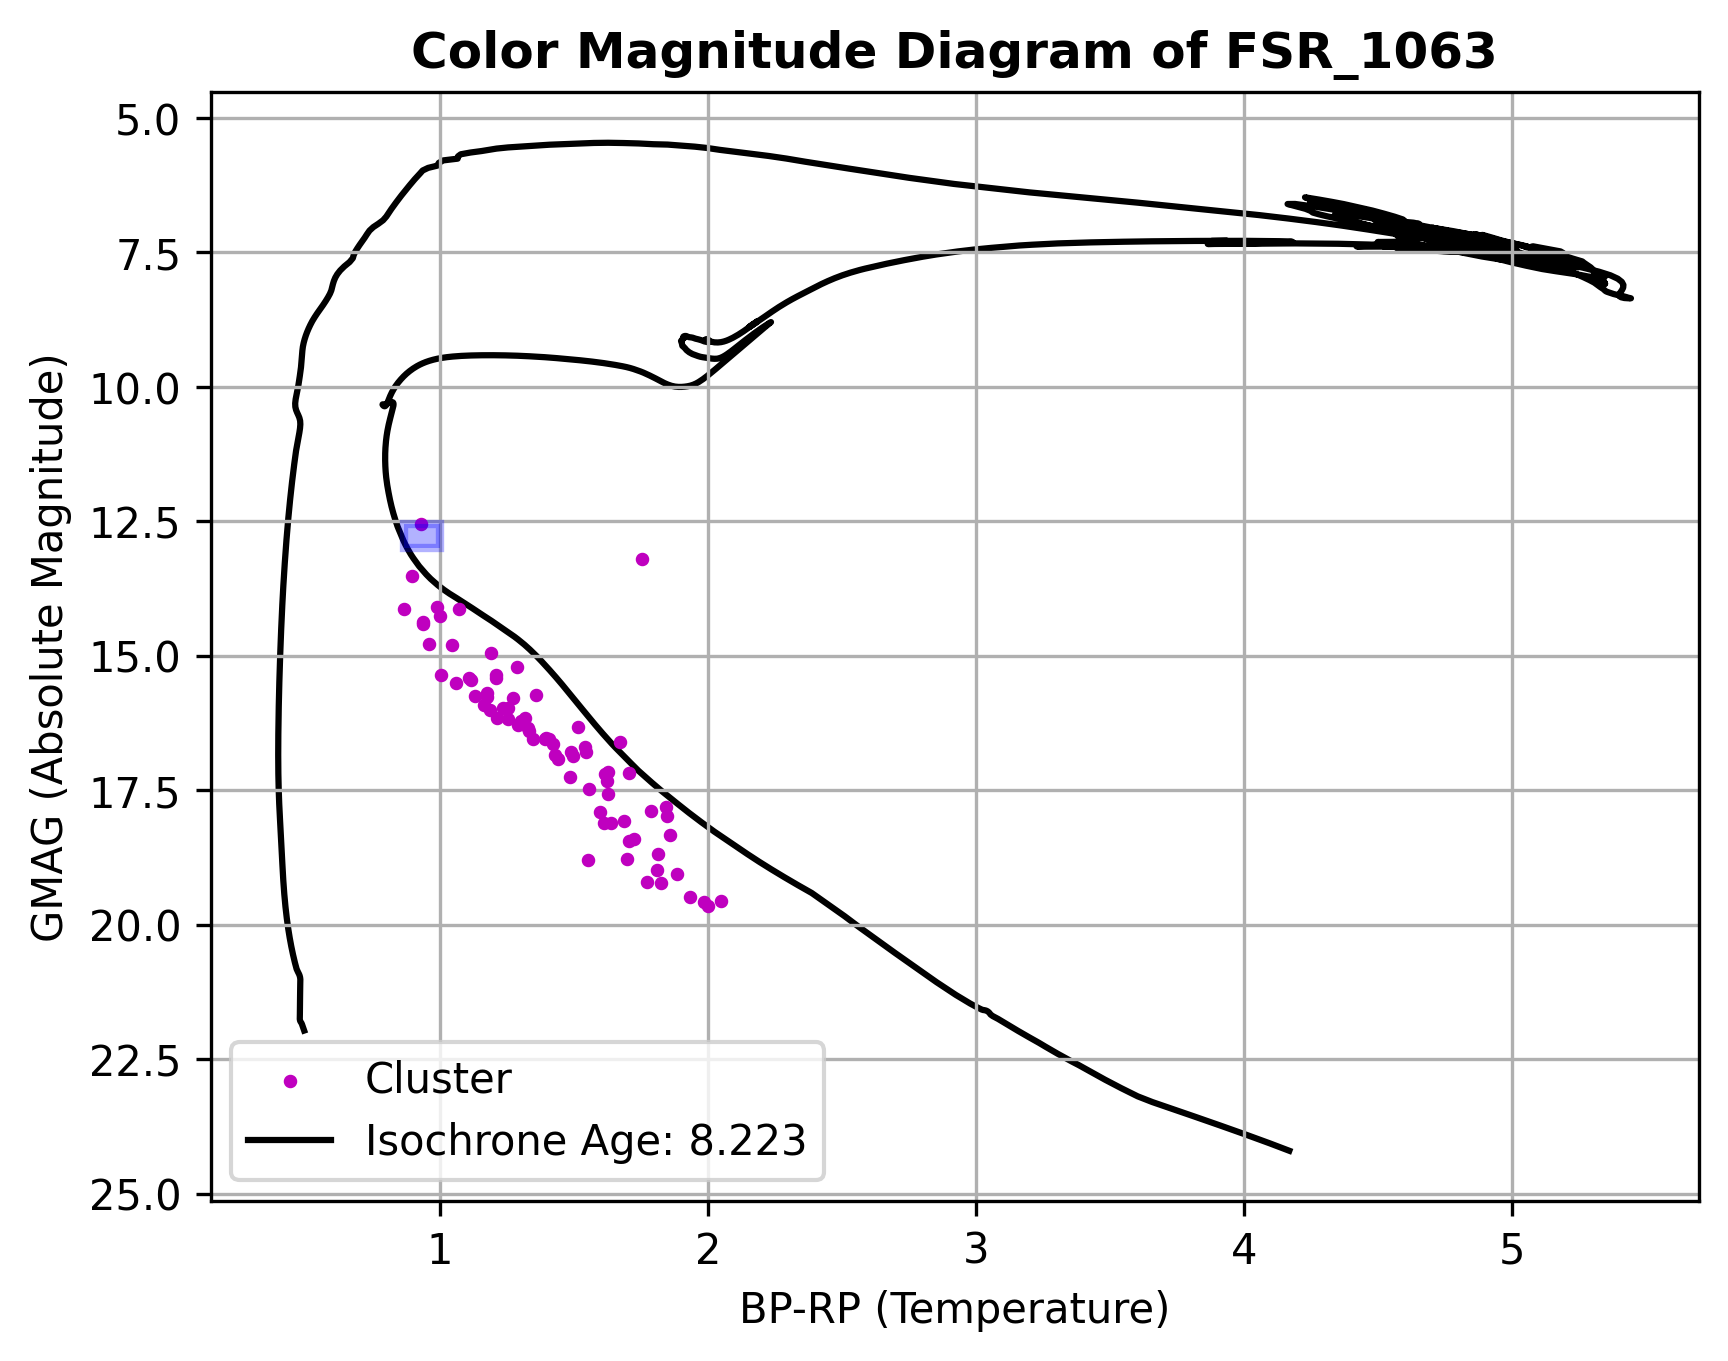 Color Magnitude Diagram of FSR_1063
5.0
7.5
10.0
12.5
15.0
17.5
20.0
22.5
25.0
GMAG (Absolute Magnitude)
Cluster
Isochrone Age: 8.223
1 2 3 4 5
BP-RP (Temperature)